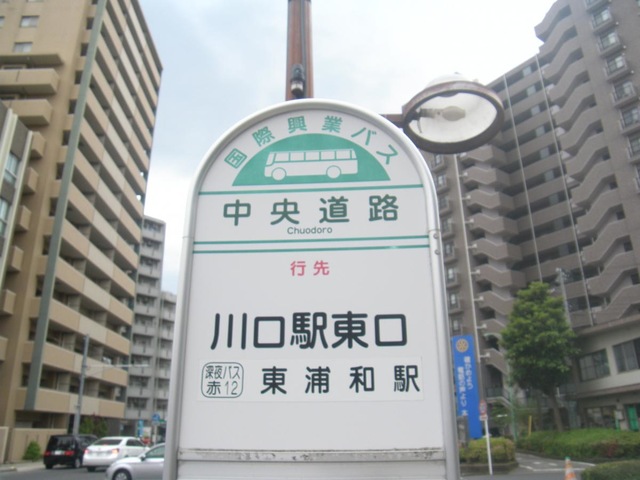 国際興業バス
中央道路
Chuodoro
行先
川口駅東口
深夜バス
赤12
東浦和駅